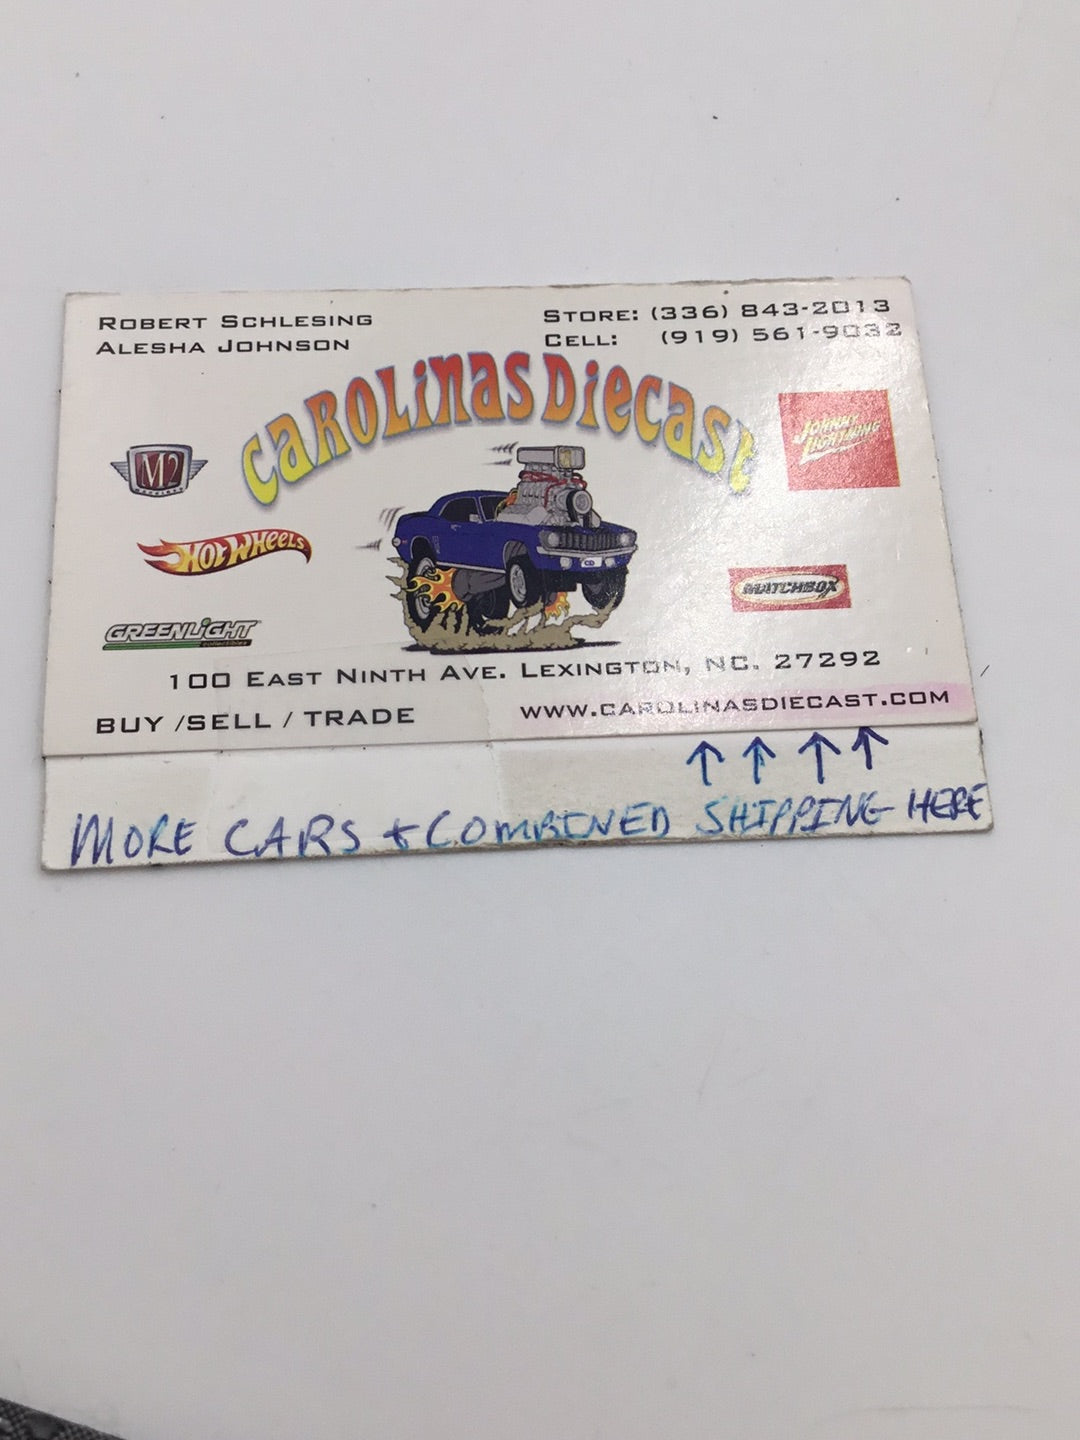 ROBERT SCHLESING
ALESHA JOHNSON
STORE: (336) 843-2013
CELL: (919) 561-9032
CAROLINAS DIECAST
M2
JOHNNY LIGHTNING
HOT WHEELS
CD
MATCHBOX
GREENLIGHT
100 EAST NINTH AVE. LEXINGTON, NC. 27292
BUY /SELL / TRADE
WWW.CAROLINASDIECAST.COM
MORE CARS & COMBINED SHIPPING HERE